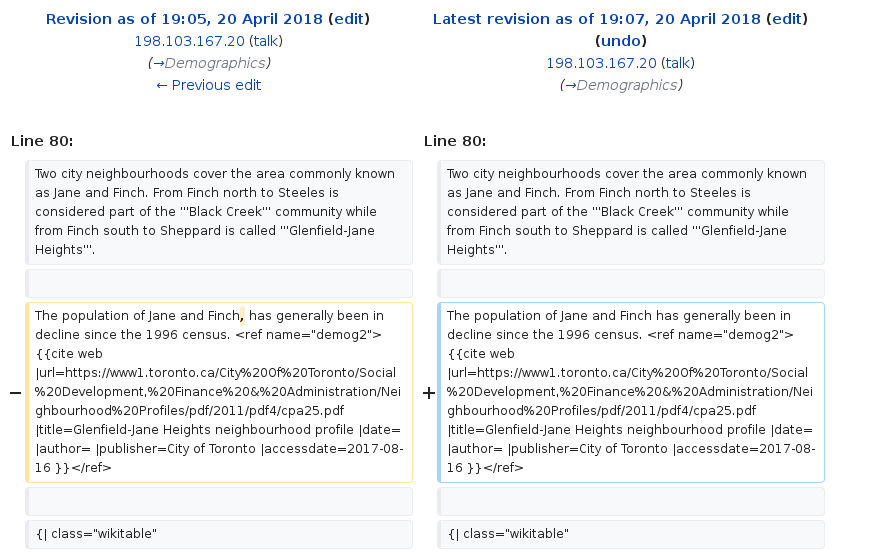 Revision as of 19:05, 20 April 2018 (edit)
198.103.167.20 (talk)
(→Demographics)
← Previous edit
Latest revision as of 19:07, 20 April 2018 (edit)
(undo)
198.103.167.20 (talk)
(→Demographics)
Line 80:
Line 80:
Two city neighbourhoods cover the area commonly known
as Jane and Finch. From Finch north to Steeles is
considered part of the '''Black Creek''' community while
from Finch south to Sheppard is called '''Glenfield-Jane
Heights'''.
Two city neighbourhoods cover the area commonly known
as Jane and Finch. From Finch north to Steeles is
considered part of the '''Black Creek''' community while
from Finch south to Sheppard is called '''Glenfield-Jane
Heights'''.
−
The population of Jane and Finch, has generally been in
decline since the 1996 census. <ref name="demog2">
{{cite web
|url=https://www1.toronto.ca/City%20Of%20Toronto/Social
%20Development,%20Finance%20&%20Administration/Nei
ghbourhood%20Profiles/pdf/2011/pdf4/cpa25.pdf
|title=Glenfield-Jane Heights neighbourhood profile |date=
|author= |publisher=City of Toronto |accessdate=2017-08-
16 }}</ref>
+
The population of Jane and Finch has generally been in
decline since the 1996 census. <ref name="demog2">
{{cite web
|url=https://www1.toronto.ca/City%20Of%20Toronto/Social
%20Development,%20Finance%20&%20Administration/Nei
ghbourhood%20Profiles/pdf/2011/pdf4/cpa25.pdf
|title=Glenfield-Jane Heights neighbourhood profile |date=
|author= |publisher=City of Toronto |accessdate=2017-08-
16 }}</ref>
{| class="wikitable"
{| class="wikitable"